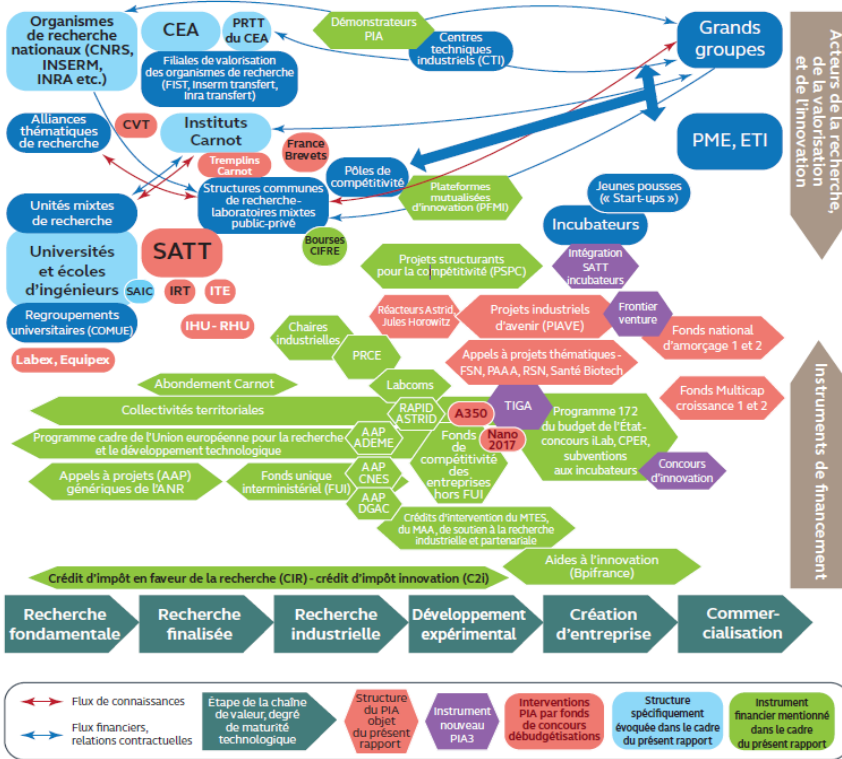 Organismes
de recherche
nationaux (CNRS,
INSERM,
INRA etc.)
CEA
PRTT
du CEA
Démonstrateurs
PIA
Centres
techniques
industriels (CTI)
Grands
groupes
Filiales de valorisation
des organismes de recherche
(FIST, Inserm transfert,
Inra transfert)
Alliances
thématiques
de recherche
CVT
Instituts
Carnot
Tremplins
Carnot
France
Brevets
Pôles de
compétitivité
PME, ETI
Structures communes
de recherche-
laboratoires mixtes
public-privé
Plateformes
mutualisées
d'innovation (PFMI)
Jeunes pousses
(« Start-ups »)
Incubateurs
Unités mixtes
de recherche
Bourses
CIFRE
Universités
et écoles
d'ingénieurs
SATT
SAIC
IRT
ITE
Projets structurants
pour la compétitivité (PSPC)
Intégration
SATT
incubateurs
Regroupements
universitaires (COMUE)
IHU - RHU
Labex, Equipex
Chaires
industrielles
PRCE
Réacteurs Astrid,
Jules Horowitz
Projets industriels
d'avenir (PIAVE)
Frontier
venture
Fonds national
d'amorçage 1 et 2
Appels à projets thématiques -
FSN, PAAA, RSN, Santé Biotech
Abondement Carnot
Labcoms
Fonds Multicap
croissance 1 et 2
Collectivités territoriales
RAPID
ASTRID
A350
TIGA
Nano
2017
Programme 172
du budget de l'État-
concours iLab, CPER,
subventions
aux incubateurs
Programme cadre de l'Union européenne pour la recherche
et le développement technologique
AAP
ADEME
Fonds
de
compétitivité
des
entreprises
hors FUI
Appels à projets (AAP)
génériques de l'ANR
Fonds unique
interministériel (FUI)
AAP
CNES
AAP
DGAC
Concours
d'innovation
Crédits d'intervention du MTES,
du MAA, de soutien à la recherche
industrielle et partenariale
Aides à l'innovation
(Bpifrance)
Crédit d'impôt en faveur de la recherche (CIR) - crédit d'impôt innovation (C2i)
Acteurs de la recherche,
de la valorisation
et de l'innovation
Instruments de financement
Recherche
fondamentale
Recherche
finalisée
Recherche
industrielle
Développement
expérimental
Création
d'entreprise
Commer-
cialisation
Flux de connaissances
Flux financiers,
relations contractuelles
Étape de la chaîne
de valeur, degré
de maturité
technologique
Structure
du PIA
objet
du présent
rapport
Instrument
nouveau
PIA3
Interventions
PIA par fonds
de concours
débudgétisations
Structure
spécifiquement
évoquée dans le cadre
du présent rapport
Instrument
financier mentionné
dans le cadre
du présent rapport